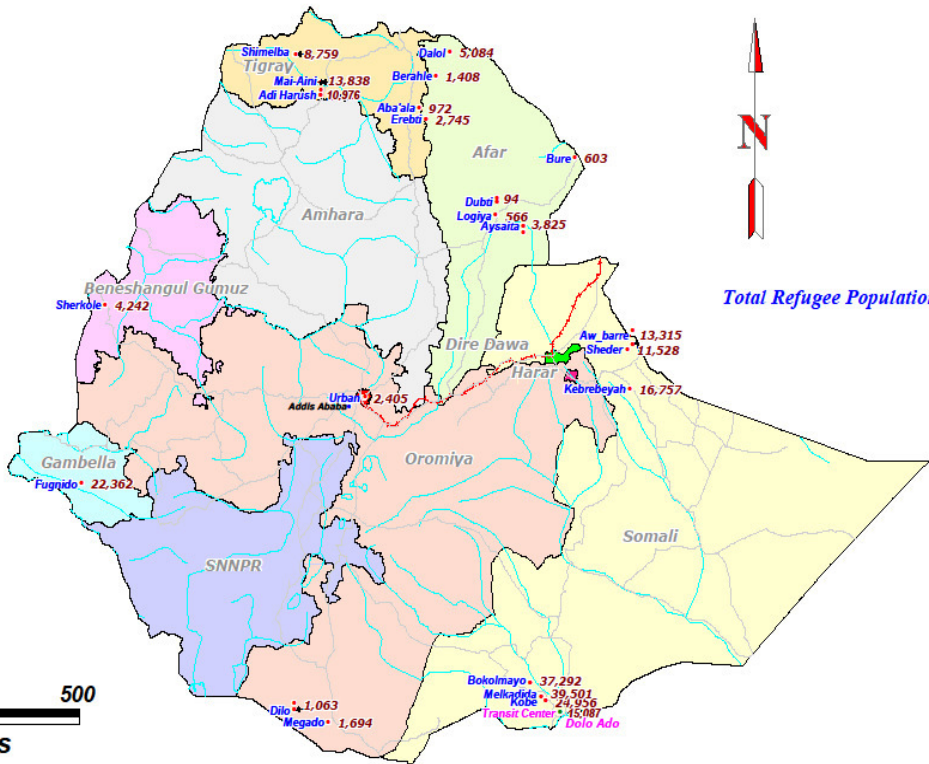 Shimelba 8,759
Tigray
Mai-Aini 13,838
Adi Harush 10,976
Dalol 5,084
Berahle 1,408
Aba'ala 972
Erebti 2,745
Afar
N
Bure 603
Dubti 94
Logiya 566
Aysaita 3,825
Amhara
Beneshangul Gumuz
Sherkole 4,242
Total Refugee Population
Aw_barre 13,315
Sheder 11,528
Dire Dawa
Harar
Kebrebeyah 16,757
Urban 2,405
Addis Ababa
Gambella
Fugnido 22,362
Oromiya
Somali
SNNPR
Bokolmayo 37,292
Melkadida 39,501
Kobe 24,956
Transit Center 15,087
Dolo Ado
500
s
Dilo 1,063
Megado 1,694